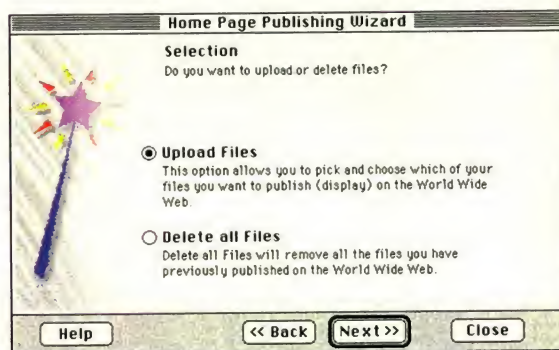 Home Page Publishing Wizard
Selection
Do you want to upload or delete files?
Upload Files
This option allows you to pick and choose which of your
files you want to publish (display) on the World Wide
Web.
Delete all Files
Delete all Files will remove all the files you have
previously published on the World Wide Web.
Help
<< Back
Next >>
Close